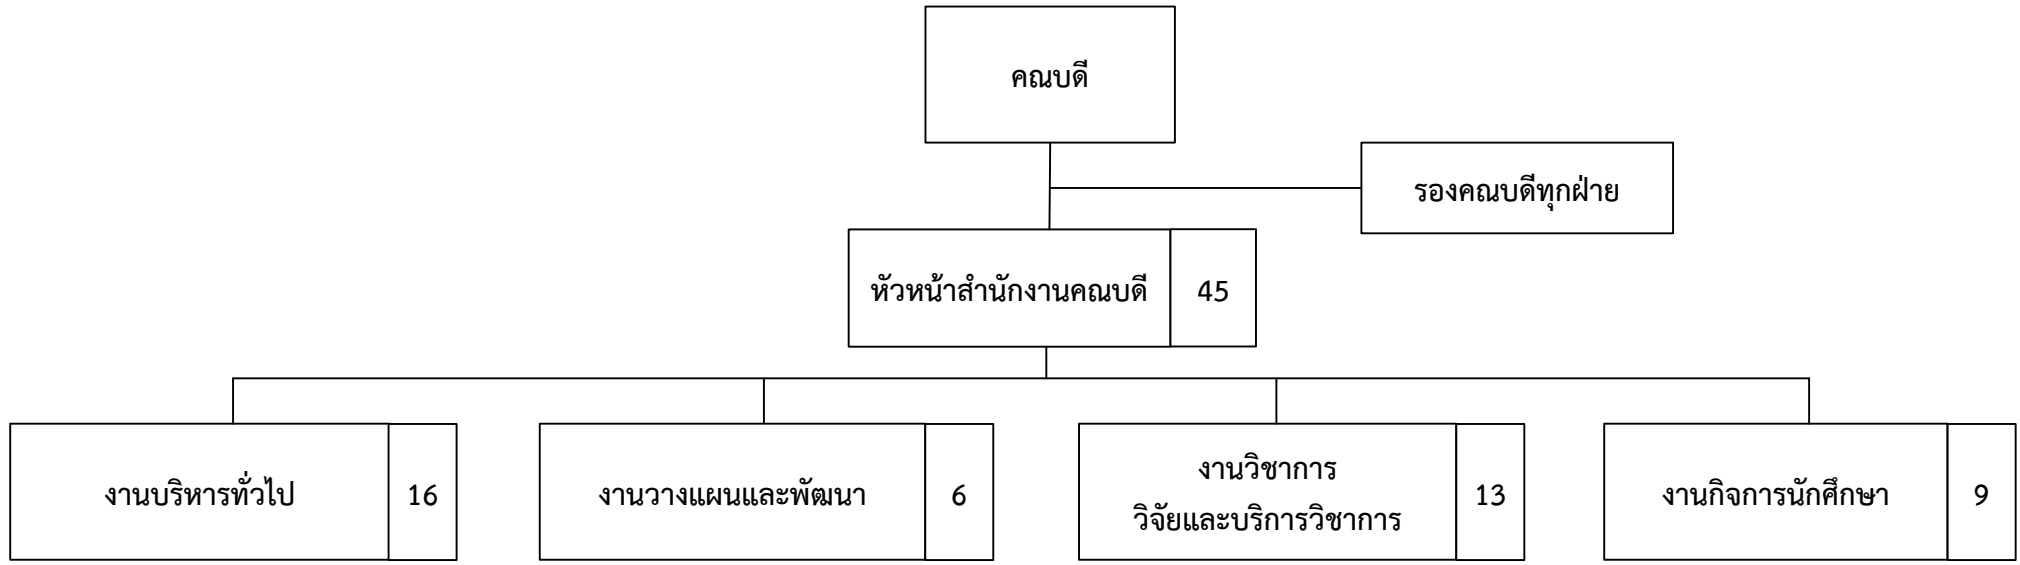 คณบดี
รองคณบดีทุกฝ่าย
หัวหน้าสำนักงานคณบดี 45
งานบริหารทั่วไป 16
งานวางแผนและพัฒนา 6
งานวิชาการ
วิจัยและบริการวิชาการ 13
งานกิจการนักศึกษา 9